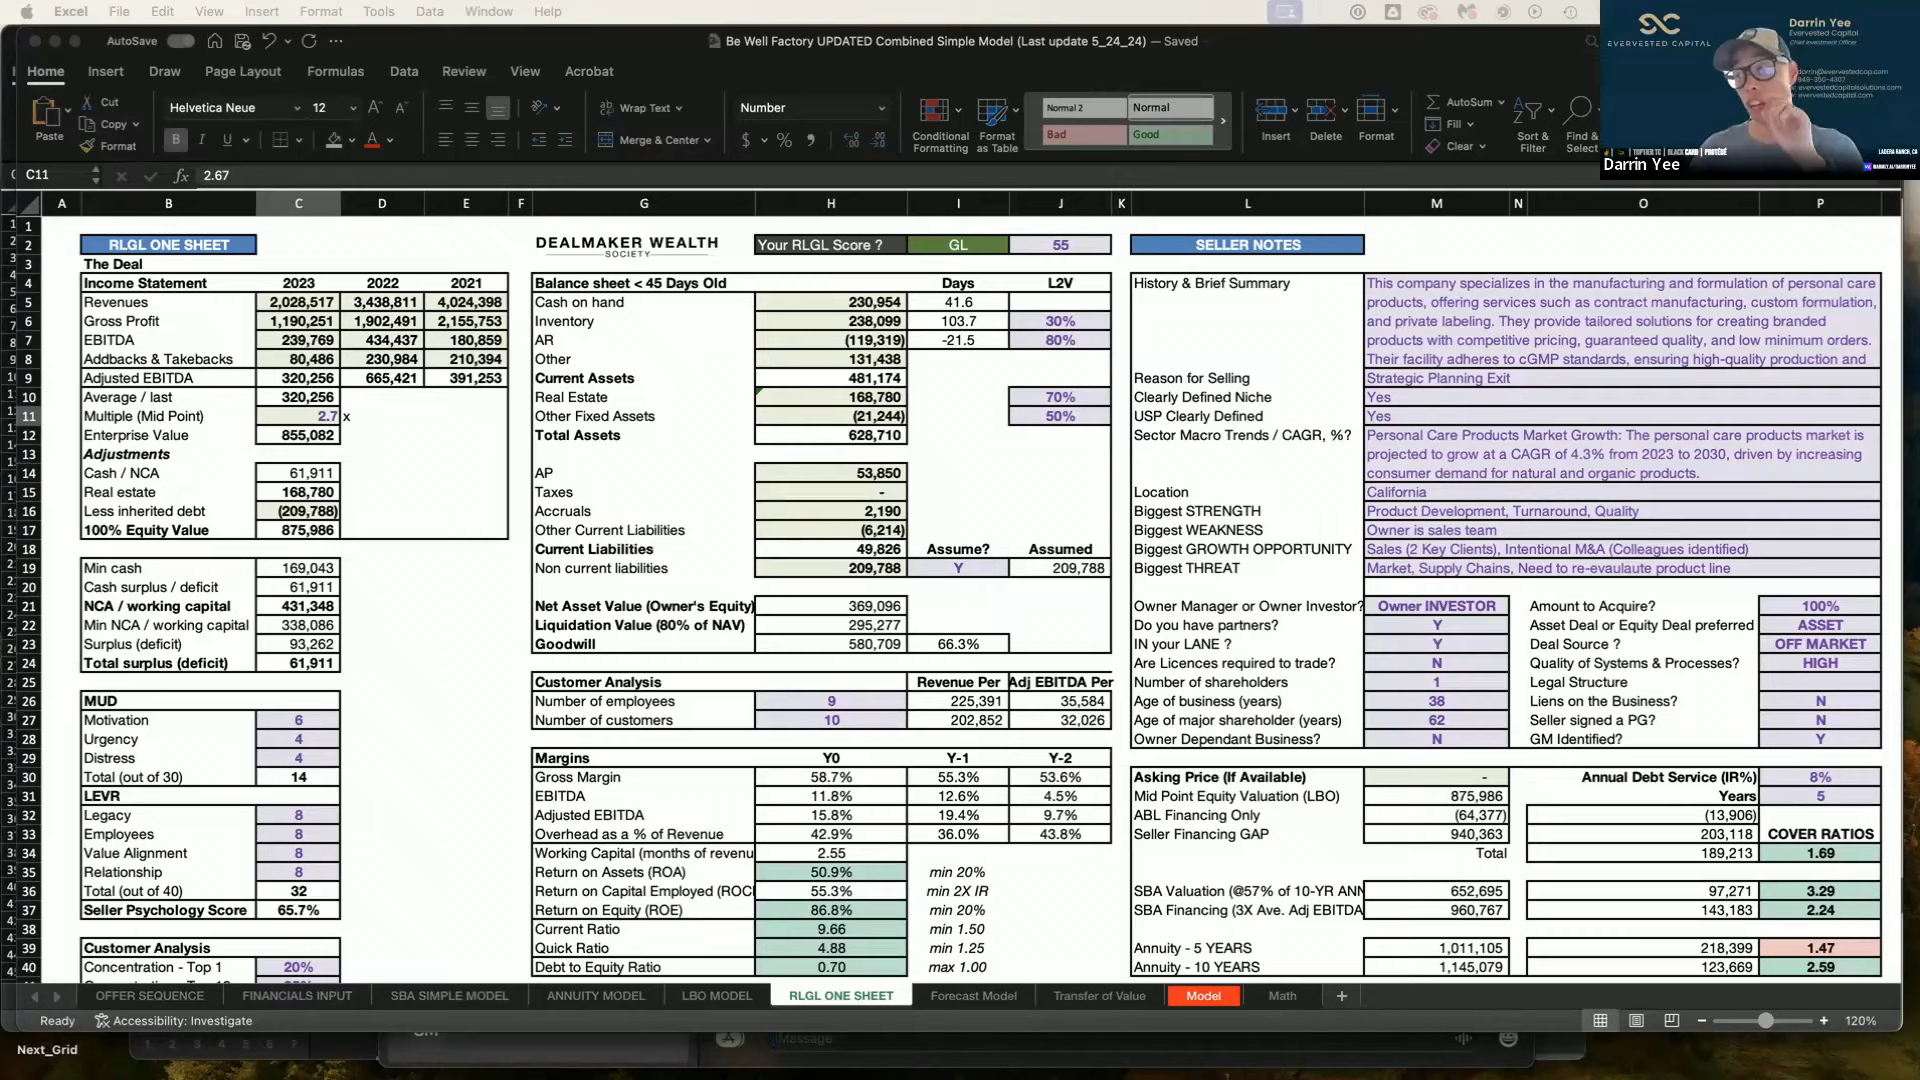 Excel File Edit View Insert Format Tools Data Window Help
AutoSave Be Well Factory UPDATED Combined Simple Model (Last update 5_24_24) — Saved
Home Insert Draw Page Layout Formulas Data Review View Acrobat
Paste Cut Copy Format Helvetica Neue 12 Wrap Text Merge & Center Number Conditional Formatting Format as Table Normal 2 Normal Bad Good Insert Delete Format AutoSum Fill Clear Sort & Filter Find & Select
EVERVESTED CAPITAL
Darrin Yee
Evervested Capital
Chief Investment Officer
Darrin Yee
C11 fx 2.67
A B C D E F G H I J K L M N O P
RLGL ONE SHEET DEALMAKER WEALTH SOCIETY Your RLGL Score ? GL 55 SELLER NOTES
The Deal
Income Statement 2023 2022 2021 Balance sheet < 45 Days Old Days L2V History & Brief Summary This company specializes in the manufacturing and formulation of personal care
Revenues 2,028,517 3,438,811 4,024,398 Cash on hand 230,954 41.6 products, offering services such as contract manufacturing, custom formulation,
Gross Profit 1,190,251 1,902,491 2,155,753 Inventory 238,099 103.7 30% and private labeling. They provide tailored solutions for creating branded
EBITDA 239,769 434,437 180,859 AR (119,319) -21.5 80% products with competitive pricing, guaranteed quality, and low minimum orders.
Addbacks & Takebacks 80,486 230,984 210,394 Other 131,438 Their facility adheres to cGMP standards, ensuring high-quality production and
Adjusted EBITDA 320,256 665,421 391,253 Current Assets 481,174 Reason for Selling Strategic Planning Exit
Average / last 320,256 Real Estate 168,780 70% Clearly Defined Niche Yes
Multiple (Mid Point) 2.7 x Other Fixed Assets (21,244) 50% USP Clearly Defined Yes
Enterprise Value 855,082 Total Assets 628,710 Sector Macro Trends / CAGR, %? Personal Care Products Market Growth: The personal care products market is
Adjustments projected to grow at a CAGR of 4.3% from 2023 to 2030, driven by increasing
Cash / NCA 61,911 AP 53,850 consumer demand for natural and organic products.
Real estate 168,780 Taxes - Location California
Less inherited debt (209,788) Accruals 2,190 Biggest STRENGTH Product Development, Turnaround, Quality
100% Equity Value 875,986 Other Current Liabilities (6,214) Biggest WEAKNESS Owner is sales team
Current Liabilities 49,826 Assume? Assumed Biggest GROWTH OPPORTUNITY Sales (2 Key Clients), Intentional M&A (Colleagues identified)
Min cash 169,043 Non current liabilities 209,788 Y 209,788 Biggest THREAT Market, Supply Chains, Need to re-evaulaute product line
Cash surplus / deficit 61,911
NCA / working capital 431,348 Net Asset Value (Owner's Equity) 369,096 Owner Manager or Owner Investor? Owner INVESTOR Amount to Acquire? 100%
Min NCA / working capital 338,086 Liquidation Value (80% of NAV) 295,277 Do you have partners? Y Asset Deal or Equity Deal preferred ASSET
Surplus (deficit) 93,262 Goodwill 580,709 66.3% IN your LANE ? Y Deal Source ? OFF MARKET
Total surplus (deficit) 61,911 Are Licences required to trade? N Quality of Systems & Processes? HIGH
Customer Analysis Revenue Per Adj EBITDA Per Number of shareholders 1 Legal Structure
MUD Number of employees 9 225,391 35,584 Age of business (years) 38 Liens on the Business? N
Motivation 6 Number of customers 10 202,852 32,026 Age of major shareholder (years) 62 Seller signed a PG? N
Urgency 4 Owner Dependant Business? N GM Identified? Y
Distress 4 Margins Y0 Y-1 Y-2
Total (out of 30) 14 Gross Margin 58.7% 55.3% 53.6% Asking Price (If Available) - Annual Debt Service (IR%) 8%
LEVR EBITDA 11.8% 12.6% 4.5% Mid Point Equity Valuation (LBO) 875,986 Years 5
Legacy 8 Adjusted EBITDA 15.8% 19.4% 9.7% ABL Financing Only (64,377) (13,906)
Employees 8 Overhead as a % of Revenue 42.9% 36.0% 43.8% Seller Financing GAP 940,363 203,118 COVER RATIOS
Value Alignment 8 Working Capital (months of revenu 2.55 Total 189,213 1.69
Relationship 8 Return on Assets (ROA) 50.9% min 20%
Total (out of 40) 32 Return on Capital Employed (ROC 55.3% min 2X IR SBA Valuation (@57% of 10-YR ANN 652,695 97,271 3.29
Seller Psychology Score 65.7% Return on Equity (ROE) 86.8% min 20% SBA Financing (3X Ave. Adj EBITDA 960,767 143,183 2.24
Current Ratio 9.66 min 1.50
Customer Analysis Quick Ratio 4.88 min 1.25 Annuity - 5 YEARS 1,011,105 218,399 1.47
Concentration - Top 1 20% Debt to Equity Ratio 0.70 max 1.00 Annuity - 10 YEARS 1,145,079 123,669 2.59
OFFER SEQUENCE FINANCIALS INPUT SBA SIMPLE MODEL ANNUITY MODEL LBO MODEL RLGL ONE SHEET Forecast Model Transfer of Value Model Math +
Ready Accessibility: Investigate 120%
Next_Grid